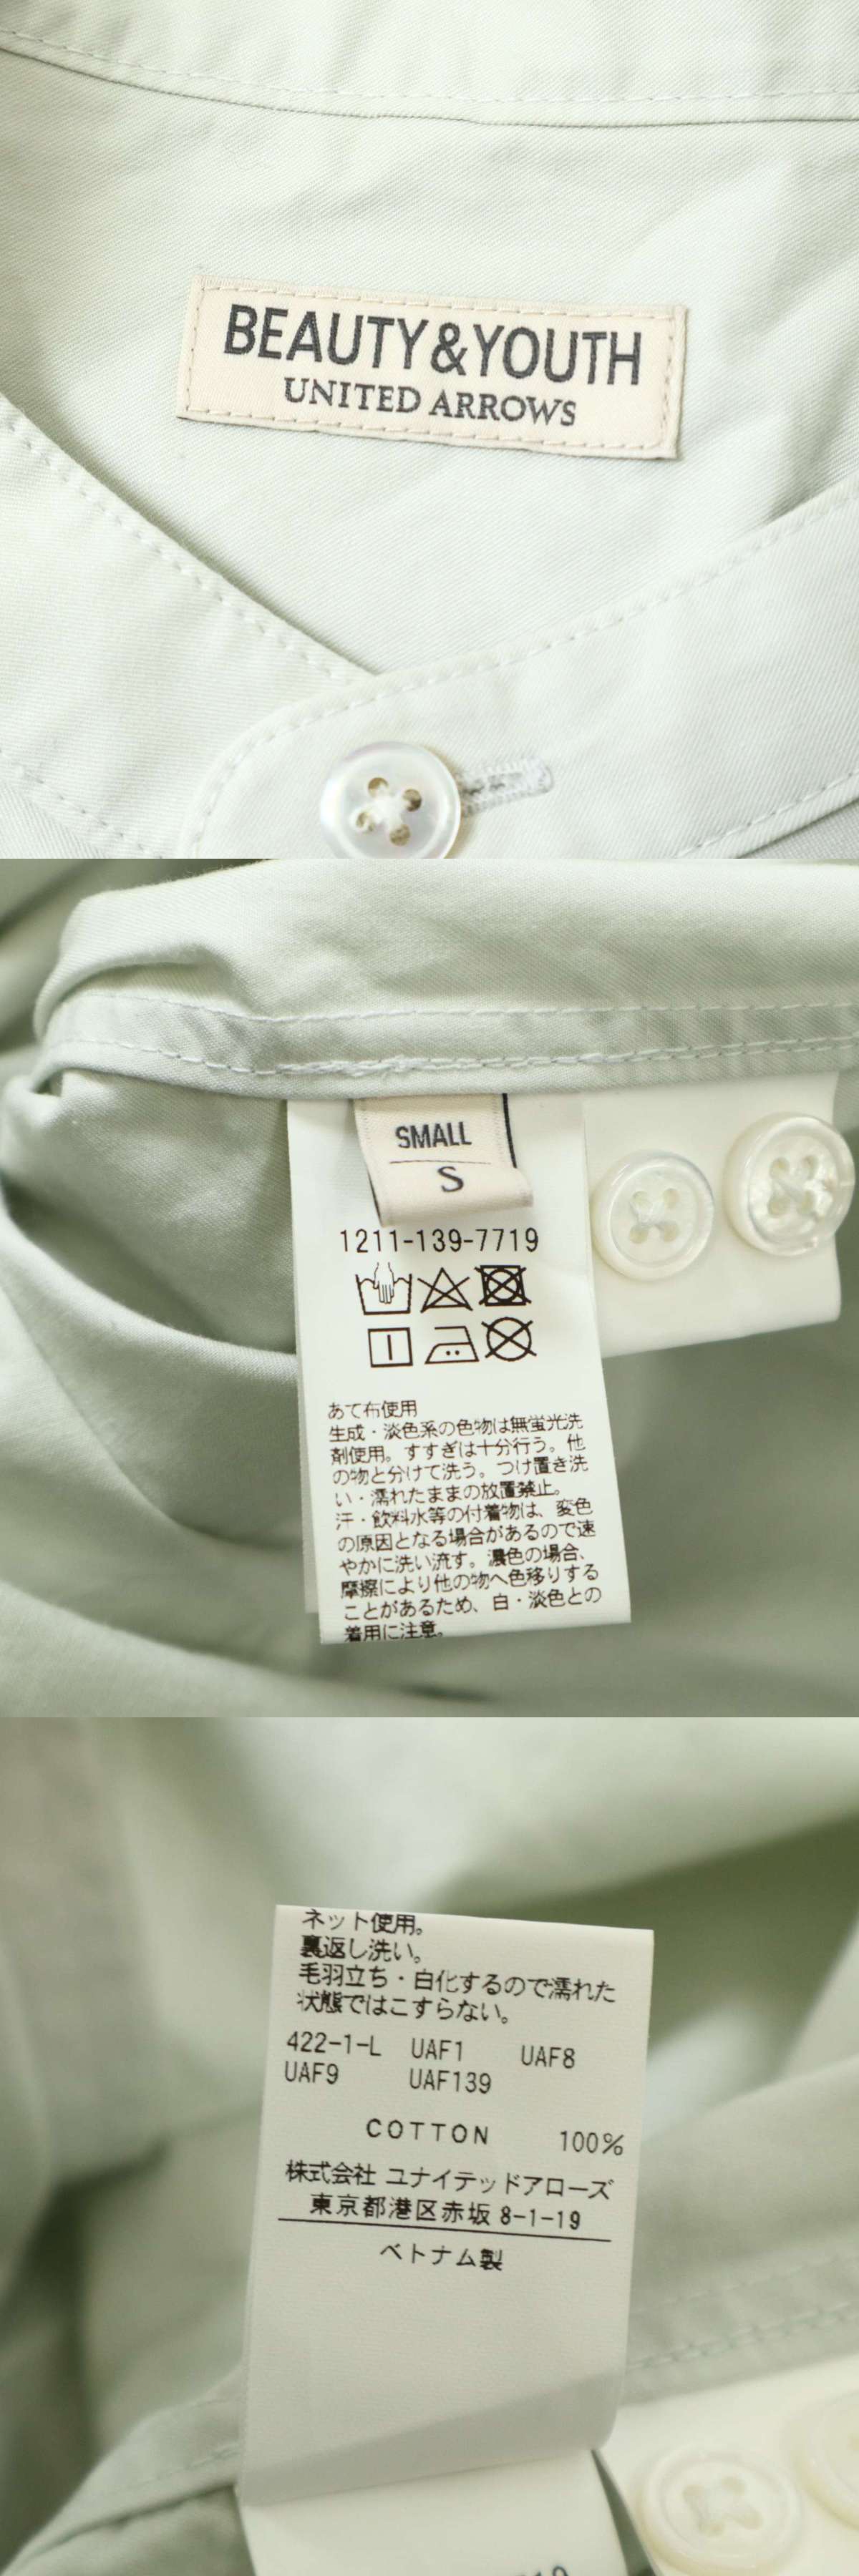 BEAUTY&YOUTH
UNITED ARROWS
SMALL
S
1211-139-7719
あて布使用
生成・淡色系の色物は無蛍光洗
剤使用。すすぎは十分行う。他
の物と分けて洗う。つけ置き洗
い・濡れたままの放置禁止。
汗・飲料水等の付着物は、変色
の原因となる場合があるので速
やかに洗い流す。濃色の場合、
摩擦により他の物へ色移りする
ことがあるため、白・淡色との
着用に注意。
ネット使用。
裏返し洗い。
毛羽立ち・白化するので濡れた
状態ではこすらない。
422-1-L UAF1 UAF8
UAF9 UAF139
COTTON 100%
株式会社 ユナイテッドアローズ
東京都港区赤坂 8-1-19
ベトナム製